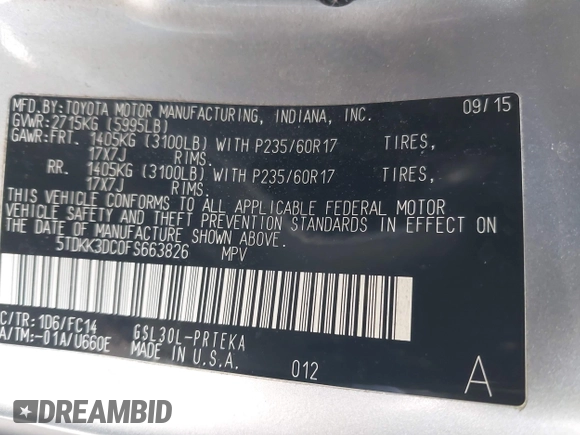 MFD.BY: TOYOTA MOTOR MANUFACTURING, INDIANA, INC. 09/15
GVWR:2715KG (5995LB)
GAWR:FRT. 1405KG (3100LB) WITH P235/60R17 TIRES,
17X7J RIMS.
RR. 1405KG (3100LB) WITH P235/60R17 TIRES,
17X7J RIMS.
THIS VEHICLE CONFORMS TO ALL APPLICABLE FEDERAL MOTOR
VEHICLE SAFETY AND THEFT PREVENTION STANDARDS IN EFFECT ON
THE DATE OF MANUFACTURE SHOWN ABOVE.
5TDKK3DC0FS663826 MPV
C/TR: 1D6/FC14 GSL30L-PRTEKA
A/TM:-01A/U660E MADE IN U.S.A. 012 A
DREAMBID